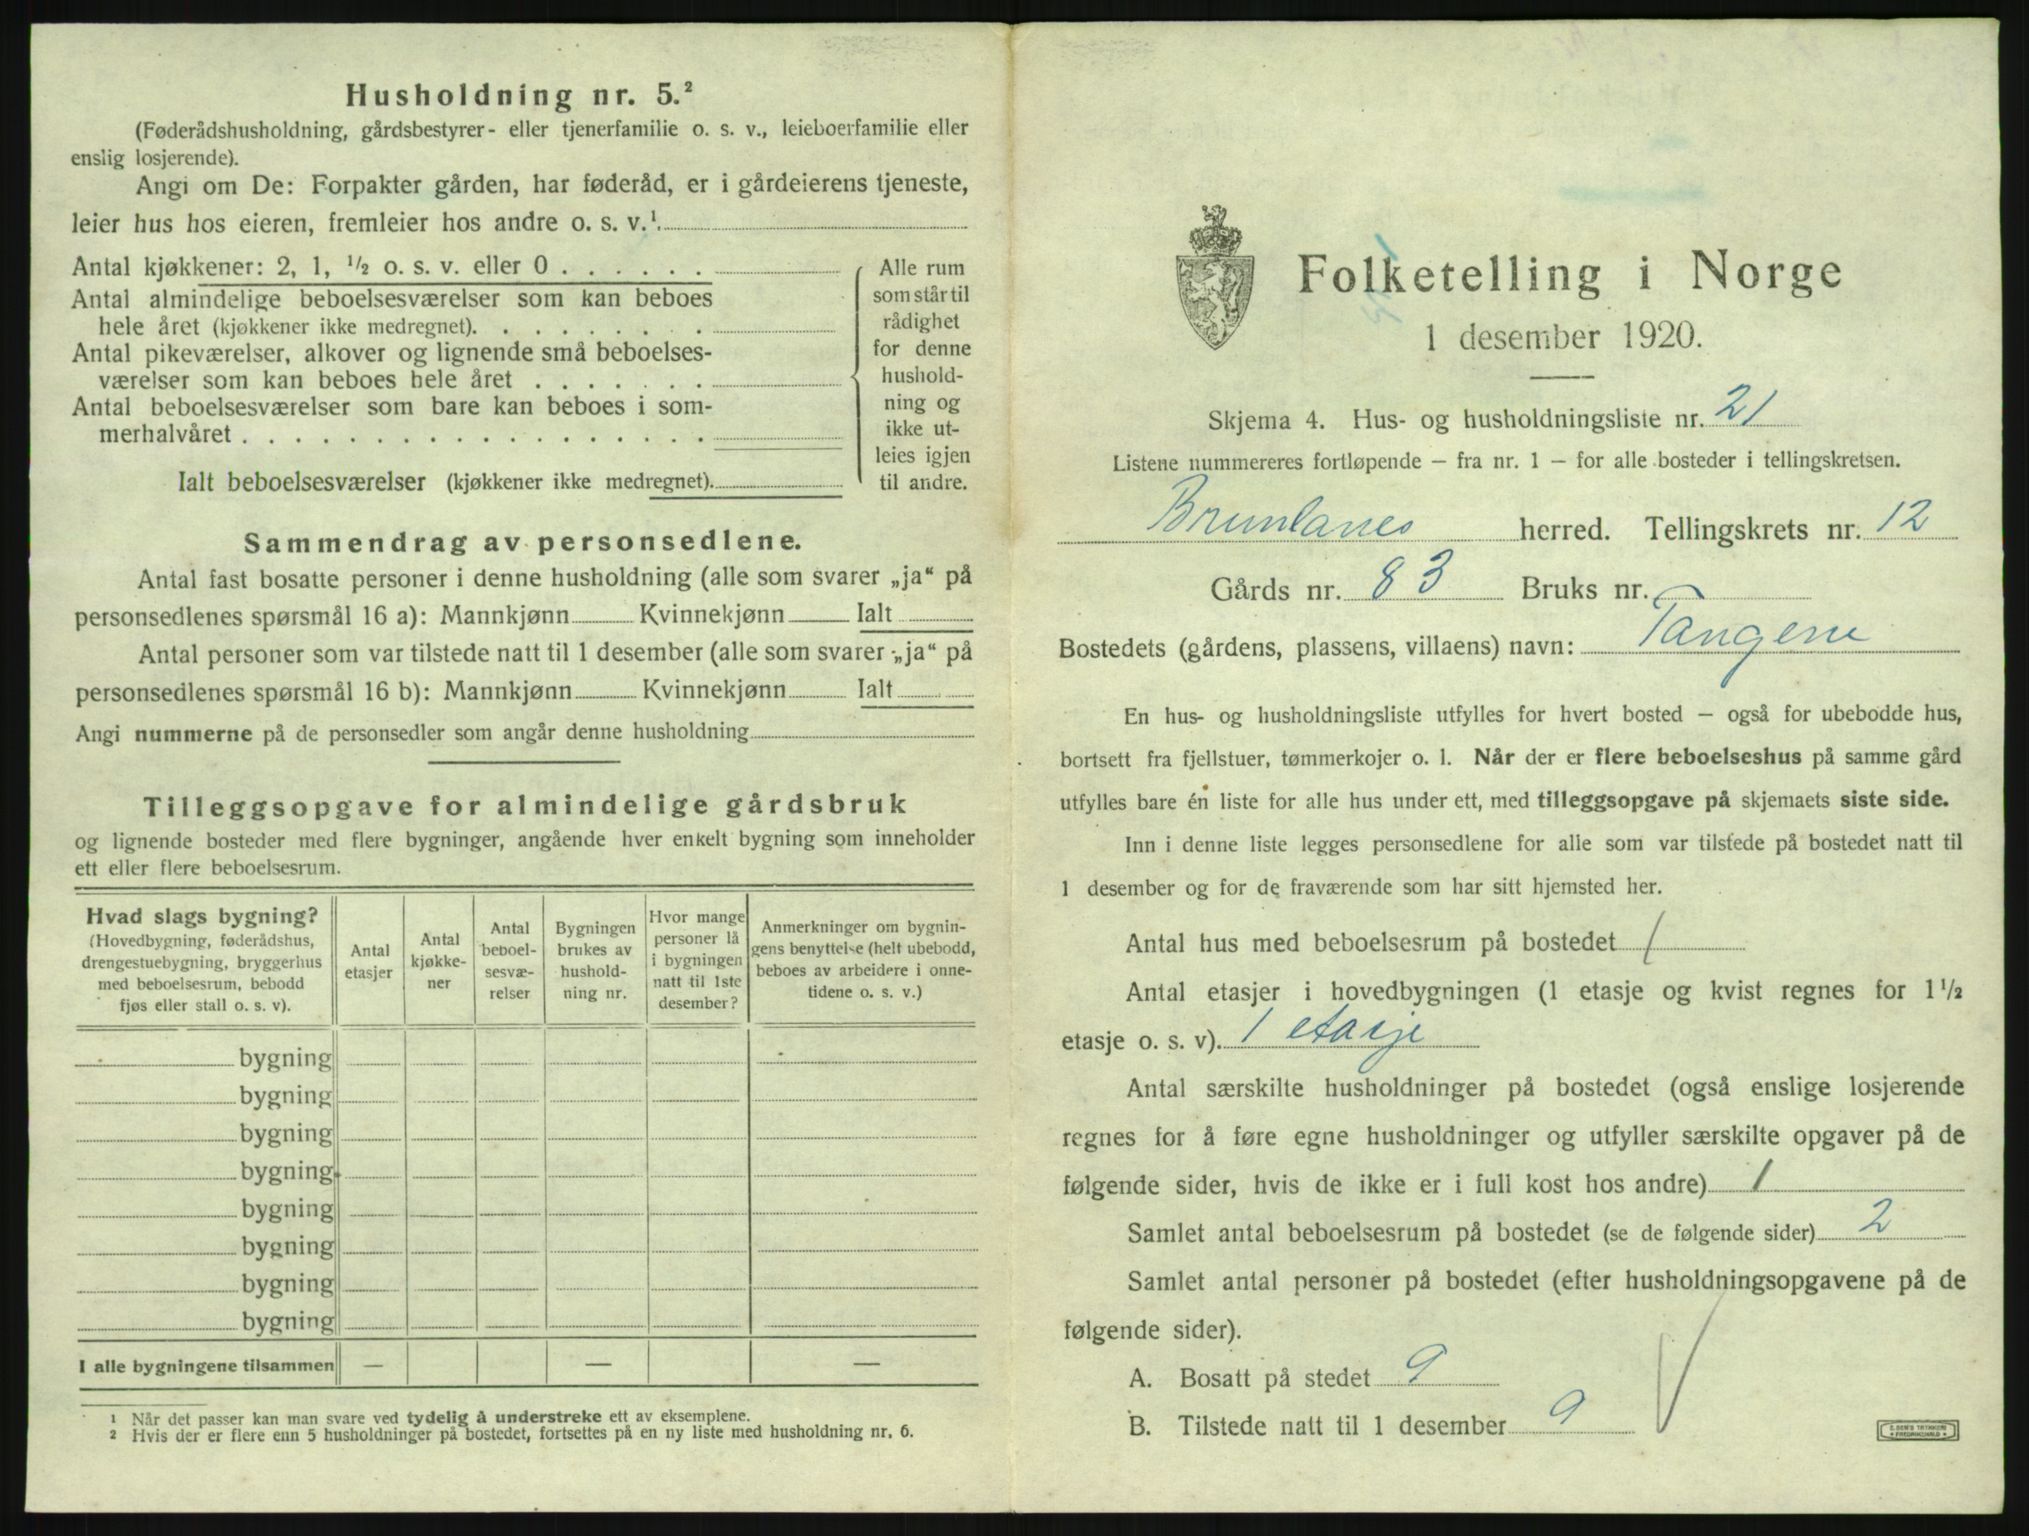 Husholdning nr. 5.²
(Føderådshusholdning, gårdsbestyrer- eller tjenerfamilie o. s. v., leieboerfamilie eller
enslig losjerende).
Angi om De: Forpakter gården, har føderåd, er i gårdeierens tjeneste,
leier hus hos eieren, fremleier hos andre o. s. v.¹.
Antal kjøkkener: 2, 1, ½ o. s. v. eller 0 . . . . . .
Antal almindelige beboelsesværelser som kan beboes
hele året (kjøkkener ikke medregnet). . . . . . . . .
Antal pikeværelser, alkover og lignende små beboelses-
værelser som kan beboes hele året . . . . . . .
Antal beboelsesværelser som bare kan beboes i som-
merhalvåret . . . . . . . . . . . . . . . . . .
Ialt beboelsesværelser (kjøkkener ikke medregnet).
Alle rum
som står til
rådighet
for denne
hushold-
ning og
ikke ut-
leies igjen
til andre.
Sammendrag av personsedlene.
Antal fast bosatte personer i denne husholdning (alle som svarer „ja“ på
personsedlenes spørsmål 16 a): Mannkjønn Kvinnekjønn Ialt
Antal personer som var tilstede natt til 1 desember (alle som svarer „ja“ på
personsedlenes spørsmål 16 b): Mannkjønn Kvinnekjønn Ialt
Angi nummerne på de personsedler som angår denne husholdning
Tilleggsopgave for almindelige gårdsbruk
og lignende bosteder med flere bygninger, angående hver enkelt bygning som inneholder
ett eller flere beboelsesrum.
Hvad slags bygning?
(Hovedbygning, føderådshus,
drengestuebygning, bryggerhus
med beboelsesrum, bebodd
fjøs eller stall o. s. v).
Antal
etasjer
Antal
kjøkke-
ner
Antal
beboel-
sesvæ-
relser
Bygningen
brukes av
hushold-
ning nr.
Hvor mange
personer lå
i bygningen
natt til 1ste
desember?
Anmerkninger om bygnin-
gens benyttelse (helt ubebodd,
beboes av arbeidere i onne-
tidene o. s. v.)
bygning
bygning
bygning
bygning
bygning
bygning
bygning
bygning
I alle bygningene tilsammen — — —
1 Når det passer kan man svare ved tydelig å understreke ett av eksemplene.
2 Hvis der er flere enn 5 husholdninger på bostedet, fortsettes på en ny liste med husholdning nr. 6.
Folketelling i Norge
1 desember 1920.
Skjema 4. Hus- og husholdningsliste nr. 21
Listene nummereres fortløpende — fra nr. 1 — for alle bosteder i tellingskretsen.
Brunlanes herred. Tellingskrets nr. 12
Gårds nr. 83 Bruks nr.
Bostedets (gårdens, plassens, villaens) navn: Tangene
En hus- og husholdningsliste utfylles for hvert bosted — også for ubebodde hus,
bortsett fra fjellstuer, tømmerkojer o. l. Når der er flere beboelseshus på samme gård
utfylles bare én liste for alle hus under ett, med tilleggsopgave på skjemaets siste side.
Inn i denne liste legges personsedlene for alle som var tilstede på bostedet natt til
1 desember og for de fraværende som har sitt hjemsted her.
Antal hus med beboelsesrum på bostedet 1
Antal etasjer i hovedbygningen (1 etasje og kvist regnes for 1½
etasje o. s. v). 1 etasje
Antal særskilte husholdninger på bostedet (også enslige losjerende
regnes for å føre egne husholdninger og utfyller særskilte opgaver på de
følgende sider, hvis de ikke er i full kost hos andre) 1
Samlet antal beboelsesrum på bostedet (se de følgende sider) 2
Samlet antal personer på bostedet (efter husholdningsopgavene på de
følgende sider).
A. Bosatt på stedet 9
B. Tilstede natt til 1 desember 9